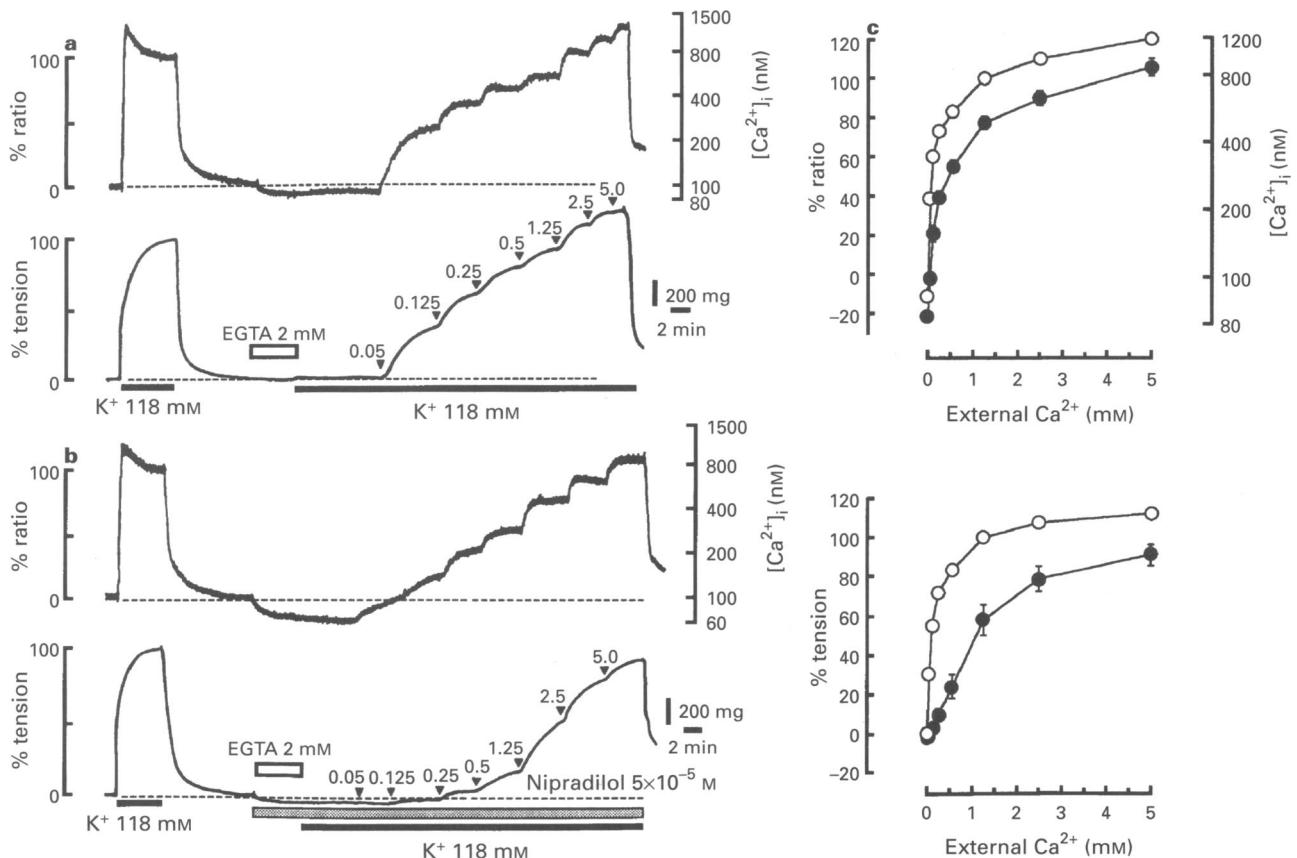 a
% ratio
100
0
1500
800
400
200
100
80
[Ca²⁺]ᵢ (nM)
% tension
100
0
EGTA 2 mM
0.05
0.125
0.25
0.5
1.25
2.5
5.0
200 mg
2 min
K⁺ 118 mM
K⁺ 118 mM
b
% ratio
100
0
1500
800
400
200
100
60
[Ca²⁺]ᵢ (nM)
% tension
100
0
EGTA 2 mM
0.05
0.125
0.25
0.5
1.25
2.5
5.0
200 mg
2 min
Nipradilol 5×10⁻⁵ M
K⁺ 118 mM
K⁺ 118 mM
c
% ratio
120
100
80
60
40
20
0
−20
1200
800
400
200
100
80
[Ca²⁺]ᵢ (nM)
0 1 2 3 4 5
External Ca²⁺ (mM)
% tension
120
100
80
60
40
20
0
−20
0 1 2 3 4 5
External Ca²⁺ (mM)